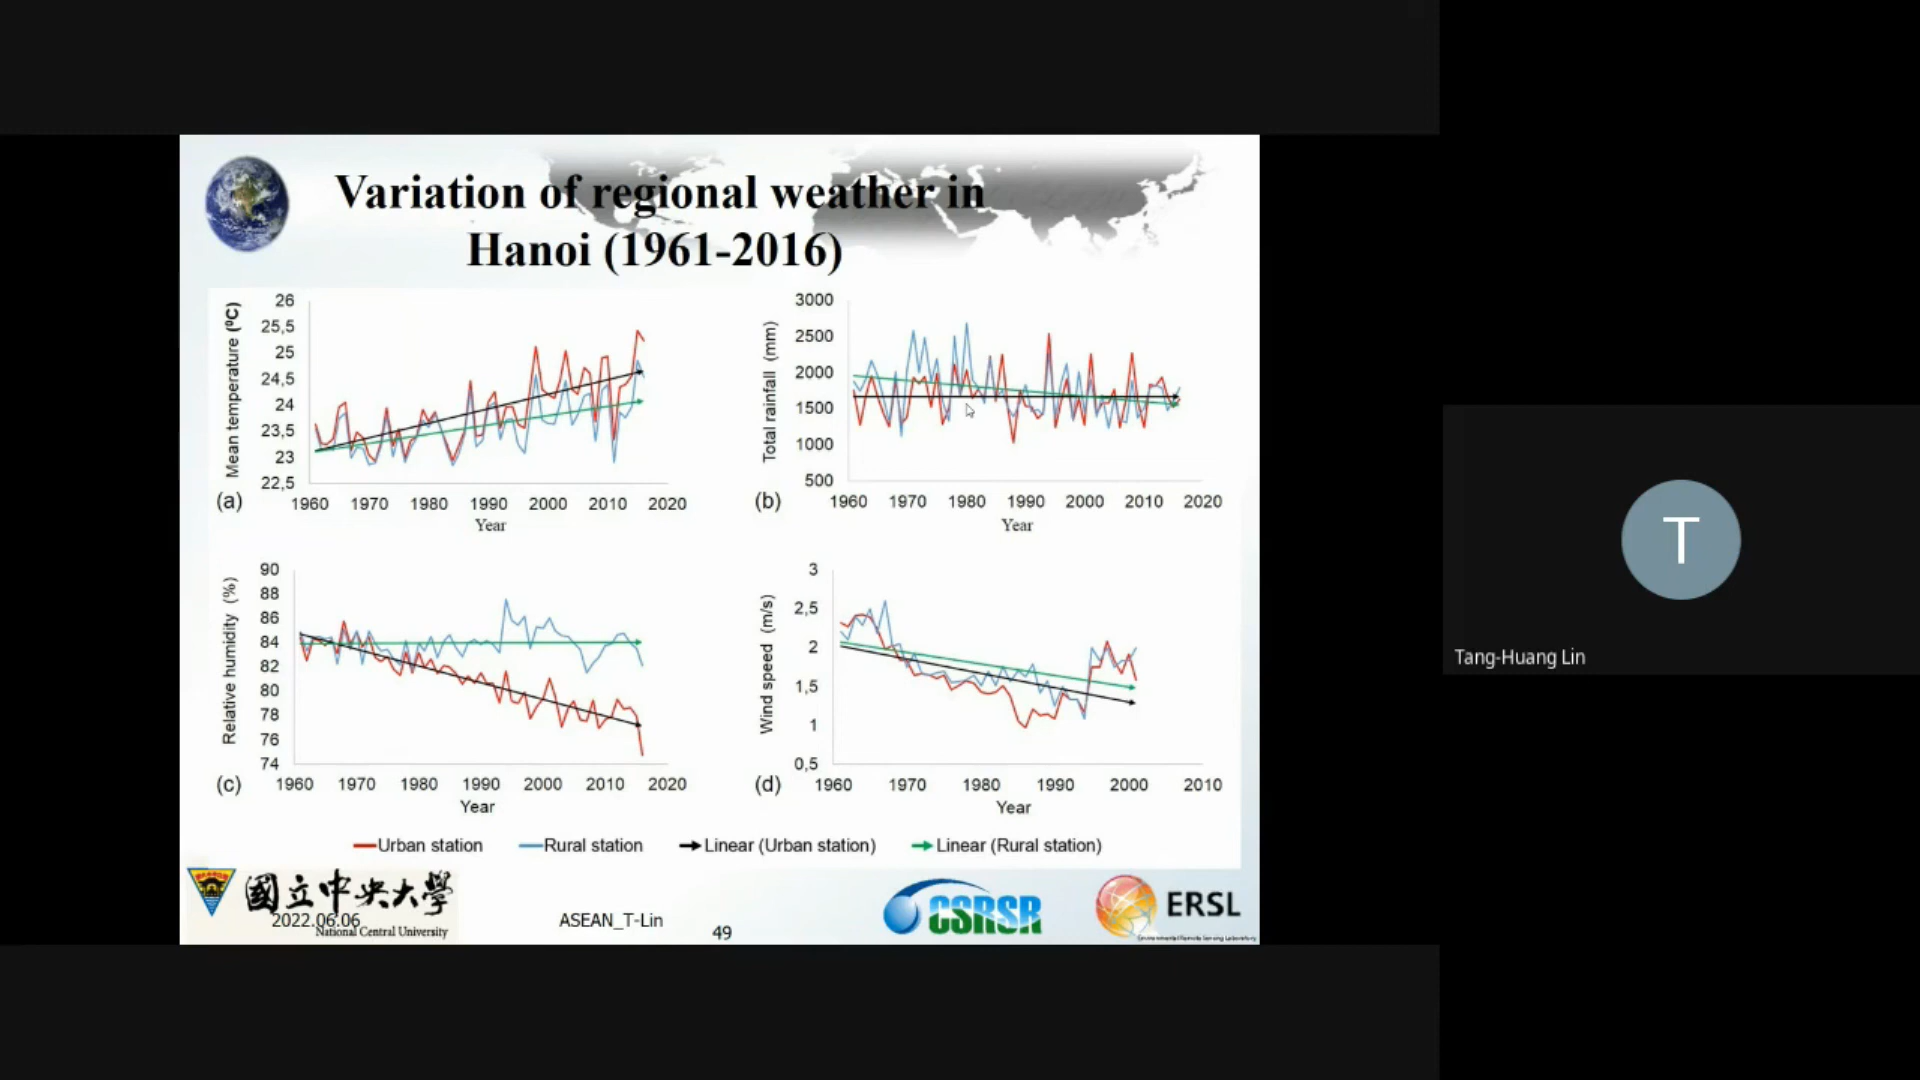 Variation of regional weather in
Hanoi (1961-2016)
Mean temperature (ºC)
26
25,5
25
24,5
24
23,5
23
22,5
(a)
1960 1970 1980 1990 2000 2010 2020
Year
Total rainfall (mm)
3000
2500
2000
1500
1000
500
(b)
1960 1970 1980 1990 2000 2010 2020
Year
Relative humidity (%)
90
88
86
84
82
80
78
76
74
(c)
1960 1970 1980 1990 2000 2010 2020
Year
Wind speed (m/s)
3
2,5
2
1,5
1
0,5
(d)
1960 1970 1980 1990 2000 2010
Year
Urban station Rural station Linear (Urban station) Linear (Rural station)
國立中央大學
National Central University
2022.06.06
ASEAN_T-Lin
49
CSRSR
ERSL
Environmental Remote Sensing Laboratory
T
Tang-Huang Lin